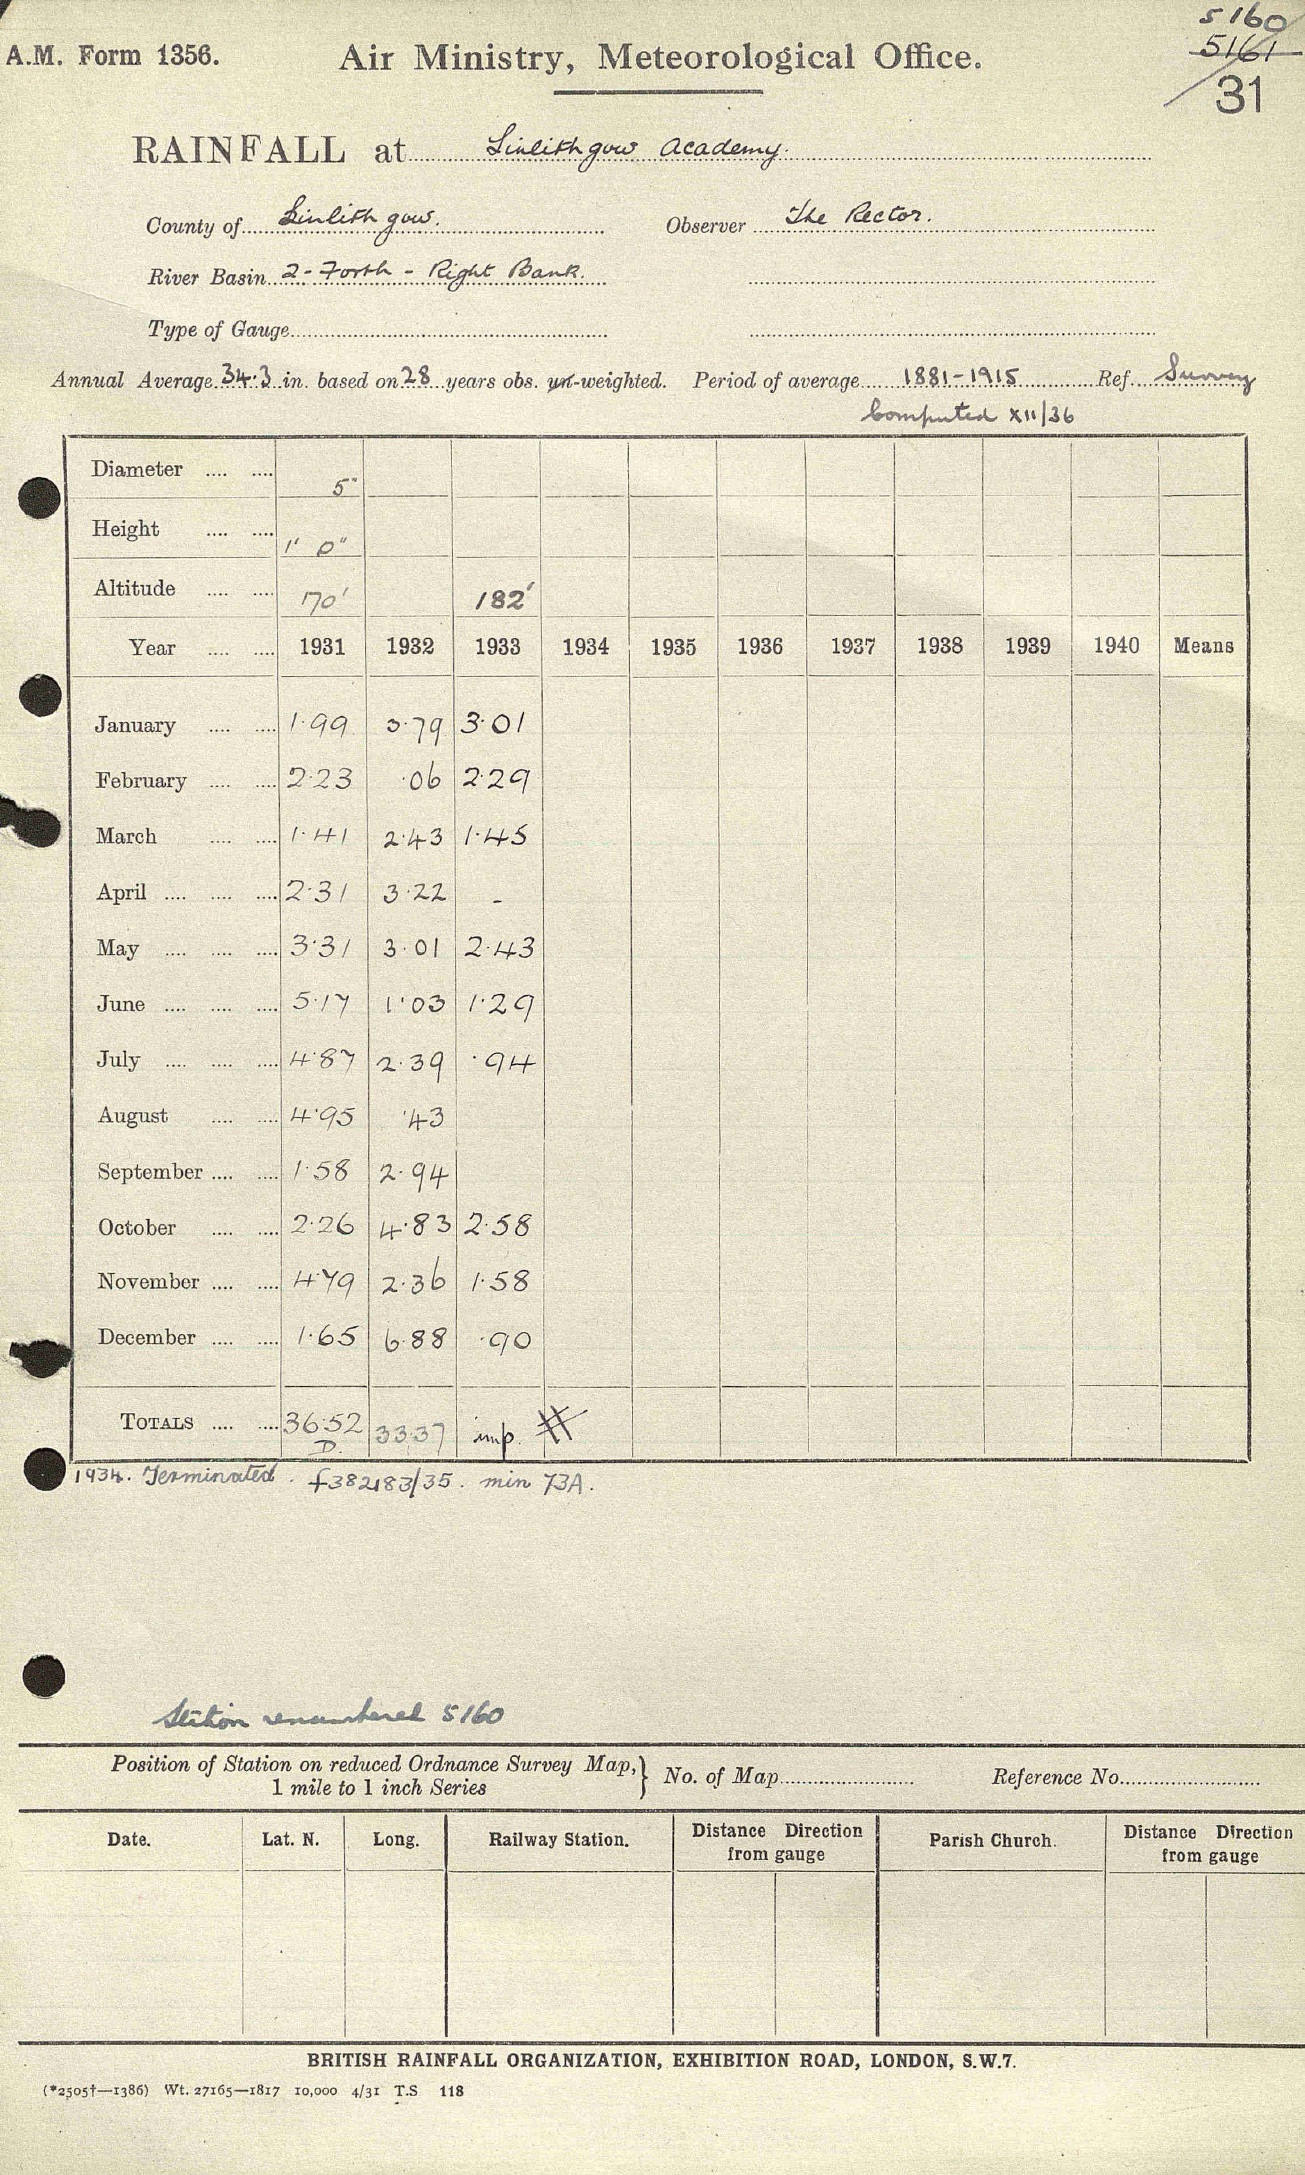 5160
5161
A.M. Form 1356. Air Ministry, Meteorological Office.
31
RAINFALL at Linlithgow Academy.
County of Linlithgow. Observer The Rector.
River Basin 2 - Forth - Right Bank.
Type of Gauge
Annual Average 34.3 in. based on 28 years obs. un-weighted. Period of average 1881-1915 Ref. Survey
Computed XII/36
Diameter .... .... 5"
Height .... .... 1' 0"
Altitude .... .... 70' 182'
Year .... .... 1931 1932 1933 1934 1935 1936 1937 1938 1939 1940 Means
January .... .... 1.99 3.79 3.01
February .... .... 2.23 .06 2.29
March .... .... 1.41 2.43 1.45
April .... .... .... 2.31 3.22 -
May .... .... .... 3.31 3.01 2.43
June .... .... .... 5.17 1.03 1.29
July .... .... .... 4.87 2.39 .94
August .... .... 4.95 .43
September .... .... 1.58 2.94
October .... .... 2.26 4.83 2.58
November .... .... 4.79 2.36 1.58
December .... .... 1.65 6.88 .90
TOTALS .... .... 36.52 33.37 imp.
D.
1934. Terminated. f382183/35. min 73A.
Station renumbered 5160
Position of Station on reduced Ordnance Survey Map, } No. of Map Reference No.
1 mile to 1 inch Series
Date. Lat. N. Long. Railway Station. Distance Direction from gauge Parish Church. Distance Direction from gauge
BRITISH RAINFALL ORGANIZATION, EXHIBITION ROAD, LONDON, S.W.7.
(*2505†—1386) Wt. 27165—1817 10,000 4/31 T.S 118